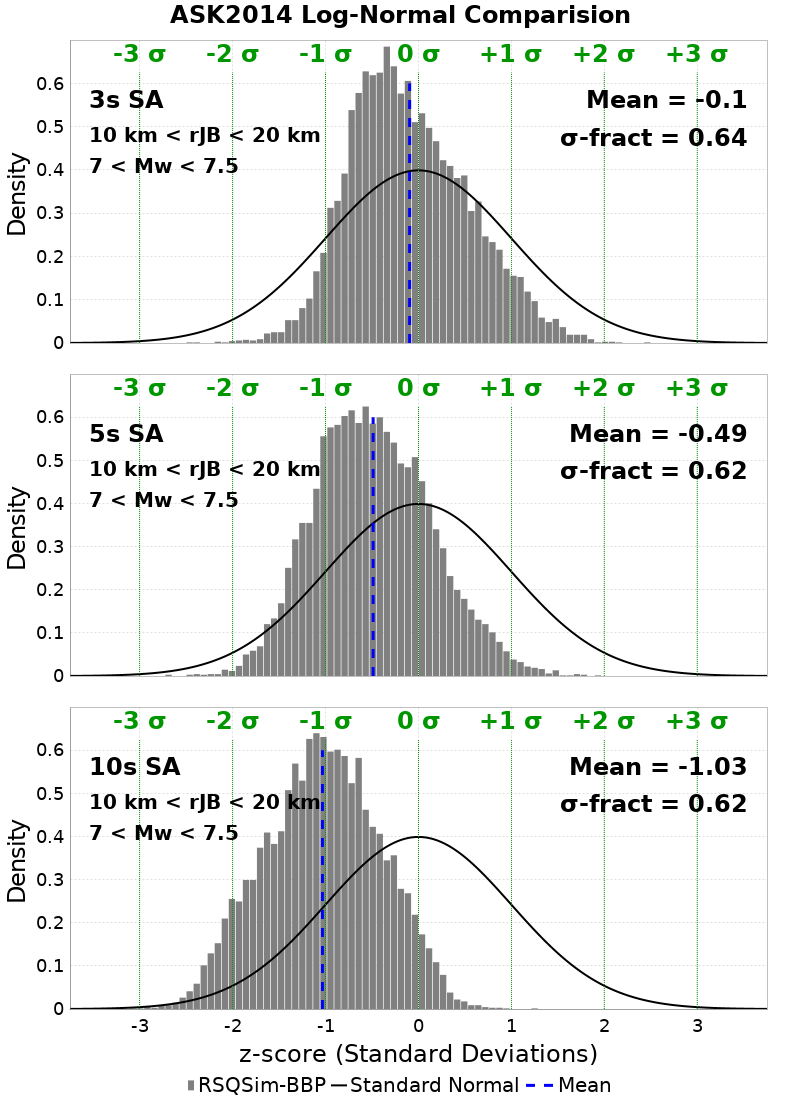 ASK2014 Log-Normal Comparision
-3 σ -2 σ -1 σ 0 σ +1 σ +2 σ +3 σ
3s SA
10 km < rJB < 20 km
7 < Mw < 7.5
Mean = -0.1
σ-fract = 0.64
Density
0.6
0.5
0.4
0.3
0.2
0.1
0
-3 σ -2 σ -1 σ 0 σ +1 σ +2 σ +3 σ
5s SA
10 km < rJB < 20 km
7 < Mw < 7.5
Mean = -0.49
σ-fract = 0.62
Density
0.6
0.5
0.4
0.3
0.2
0.1
0
-3 σ -2 σ -1 σ 0 σ +1 σ +2 σ +3 σ
10s SA
10 km < rJB < 20 km
7 < Mw < 7.5
Mean = -1.03
σ-fract = 0.62
Density
0.6
0.5
0.4
0.3
0.2
0.1
0
-3 -2 -1 0 1 2 3
z-score (Standard Deviations)
RSQSim-BBP Standard Normal Mean